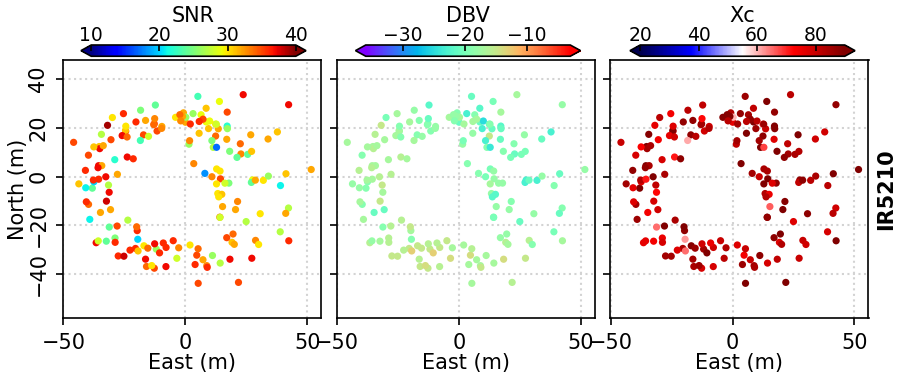 SNR DBV Xc
10 20 30 40 −30 −20 −10 20 40 60 80
40
20
0
−20
−40
North (m)
IR5210
−50 0 50 −50 0 50 −50 0 50
East (m) East (m) East (m)